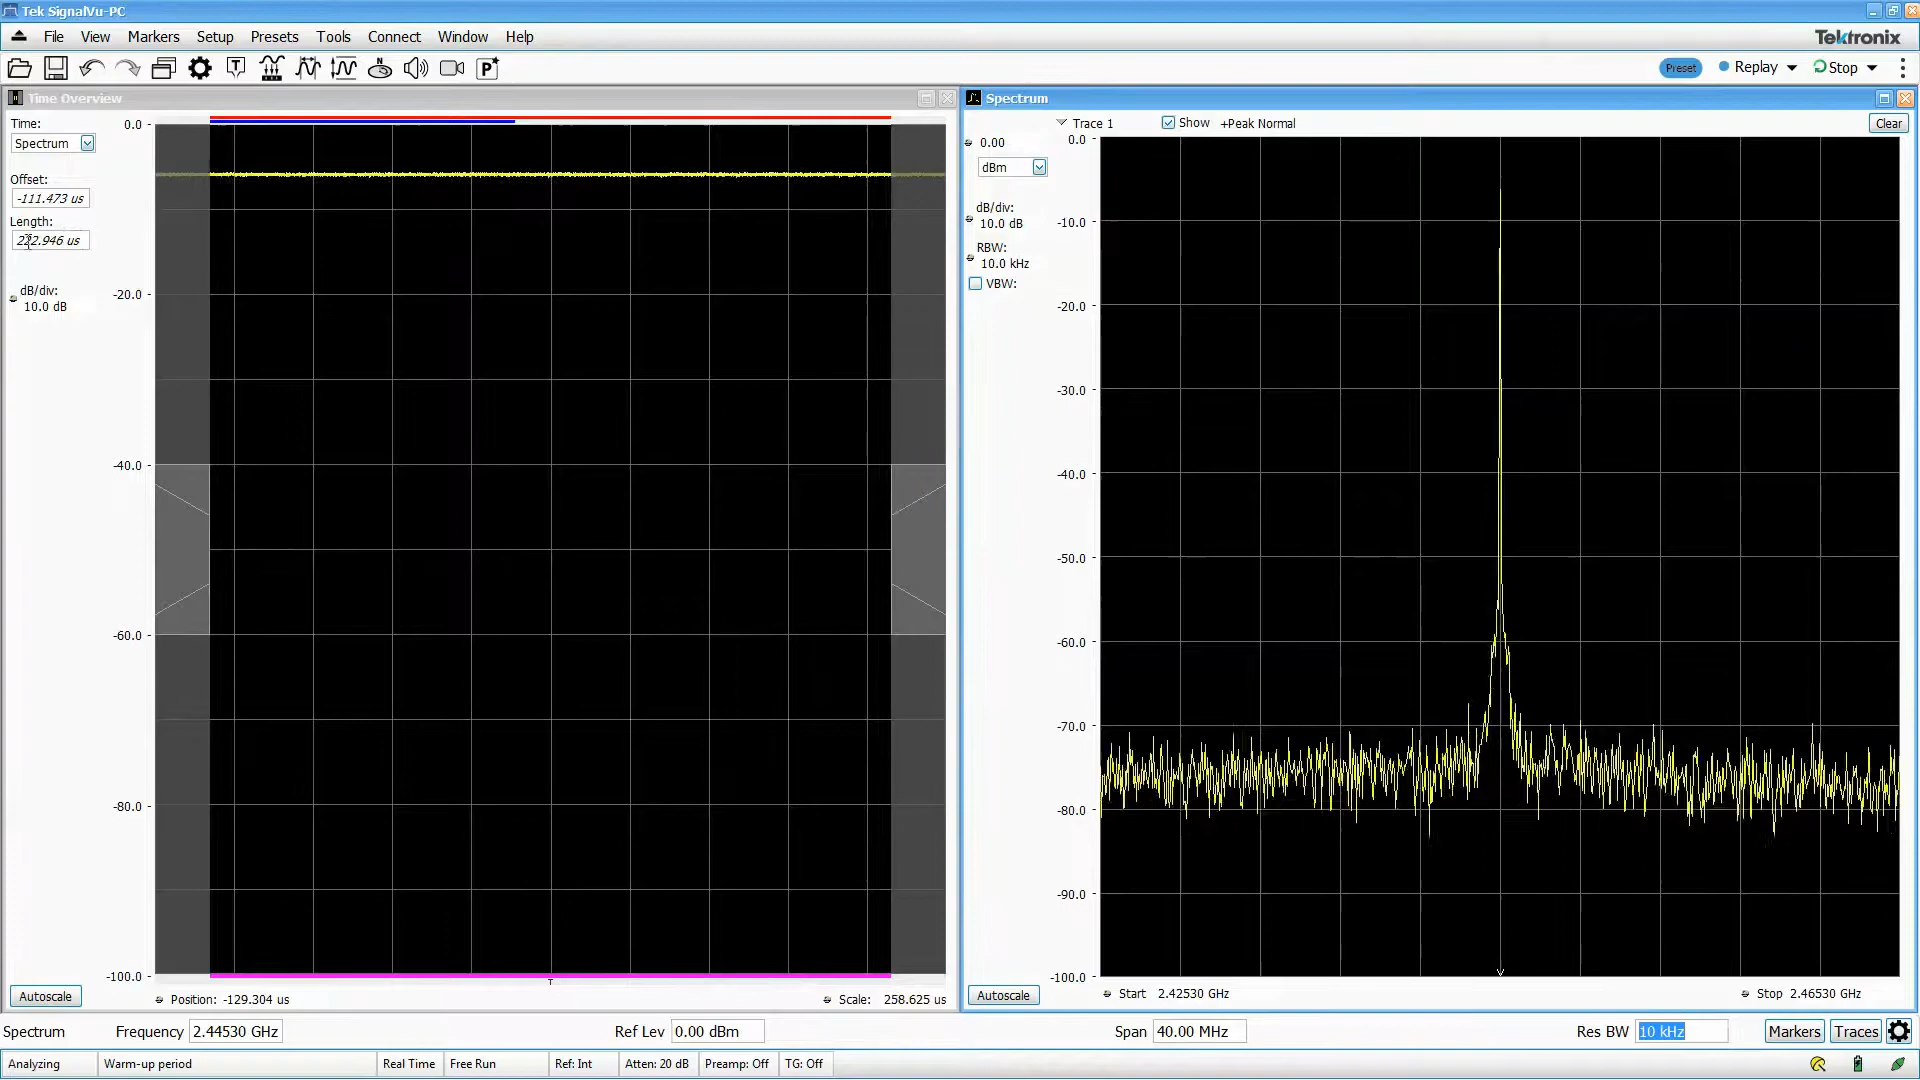 Tek SignalVu-PC
File View Markers Setup Presets Tools Connect Window Help
Tektronix
Preset Replay Stop
Time Overview
Time:
Spectrum
Offset:
-111.473 us
Length:
222.946 us
dB/div:
10.0 dB
0.0
-20.0
-40.0
-60.0
-80.0
-100.0
T
Autoscale
Position: -129.304 us
Scale: 258.625 us
Spectrum
Trace 1 Show +Peak Normal
Clear
0.00
dBm
dB/div:
10.0 dB
RBW:
10.0 kHz
VBW:
0.0
-10.0
-20.0
-30.0
-40.0
-50.0
-60.0
-70.0
-80.0
-90.0
-100.0
Autoscale
Start 2.42530 GHz
Stop 2.46530 GHz
Spectrum Frequency 2.44530 GHz Ref Lev 0.00 dBm Span 40.00 MHz Res BW 10 kHz Markers Traces
Analyzing Warm-up period Real Time Free Run Ref: Int Atten: 20 dB Preamp: Off TG: Off